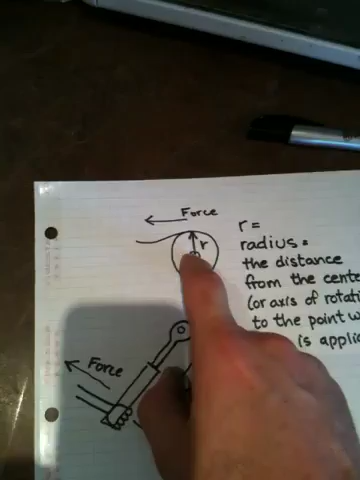 Force
r
r=
radius=
the distance
from the cente
(or axis of rotati
to the point w
is applic
Force